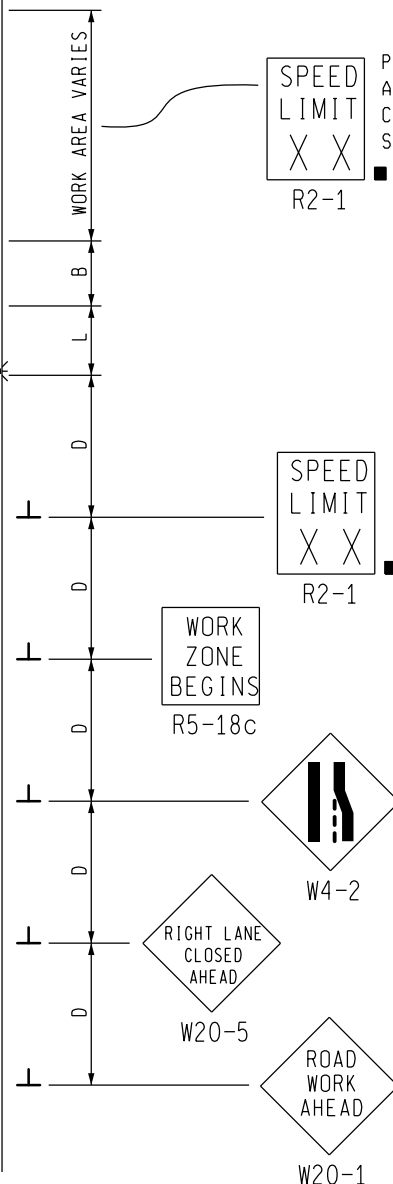 WORK AREA VARIES
SPEED
LIMIT
X X
R2-1
P
A
C
S
B
L
D
SPEED
LIMIT
X X
R2-1
D
WORK
ZONE
BEGINS
R5-18c
D
W4-2
D
RIGHT LANE
CLOSED
AHEAD
W20-5
D
ROAD
WORK
AHEAD
W20-1